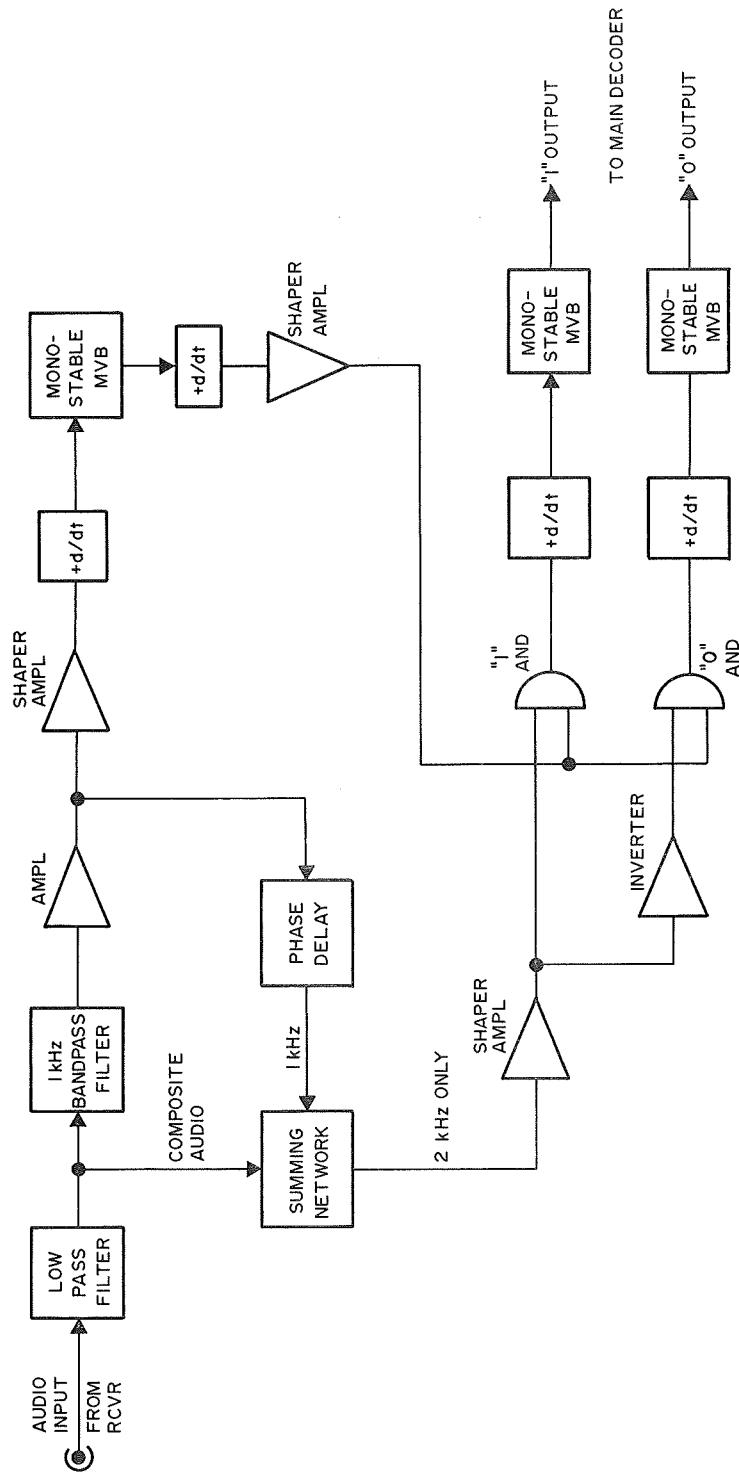 AUDIO
INPUT
FROM
RCVR
LOW
PASS
FILTER
1 kHz
BANDPASS
FILTER
AMPL
SHAPER
AMPL
+d/dt
MONO-
STABLE
MVB
+d/dt
SHAPER
AMPL
COMPOSITE
AUDIO
SUMMING
NETWORK
1 kHz
PHASE
DELAY
2 kHz ONLY
SHAPER
AMPL
INVERTER
"1"
AND
+d/dt
MONO-
STABLE
MVB
"1" OUTPUT
TO MAIN DECODER
"0"
AND
+d/dt
MONO-
STABLE
MVB
"0" OUTPUT